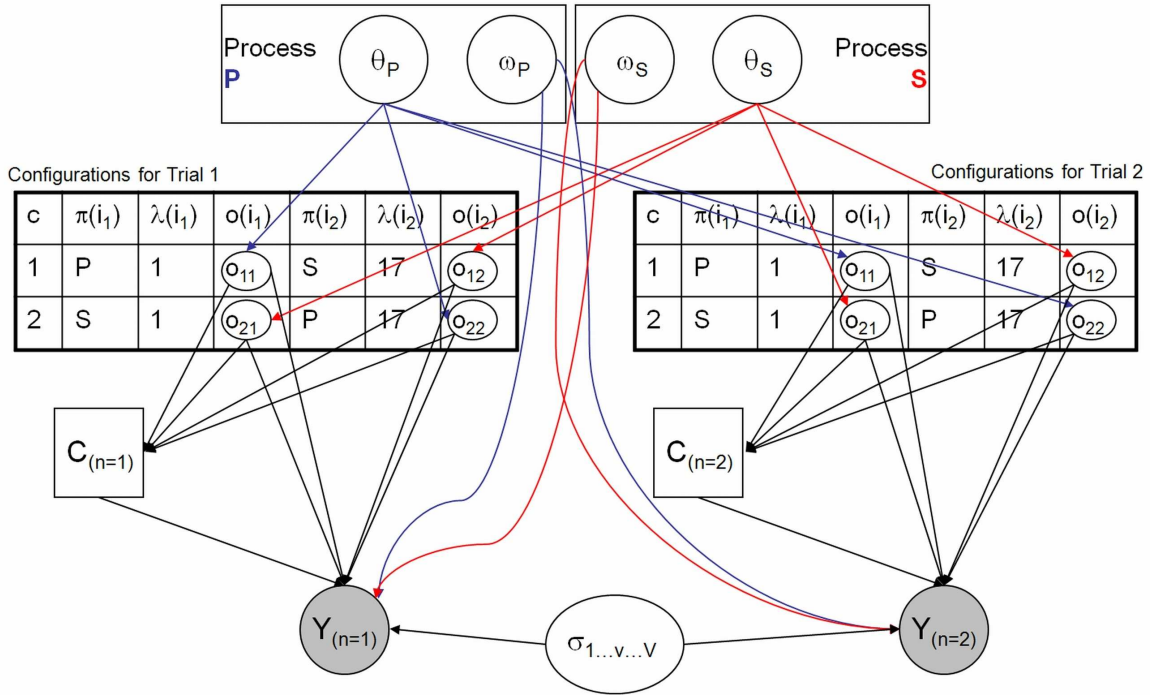 Process
P
θP
ωP
ωS
θS
Process
S
Configurations for Trial 1
c π(i1) λ(i1) o(i1) π(i2) λ(i2) o(i2)
1 P 1 o11 S 17 o12
2 S 1 o21 P 17 o22
Configurations for Trial 2
c π(i1) λ(i1) o(i1) π(i2) λ(i2) o(i2)
1 P 1 o11 S 17 o12
2 S 1 o21 P 17 o22
C(n=1)
C(n=2)
Y(n=1)
σ1...v...V
Y(n=2)